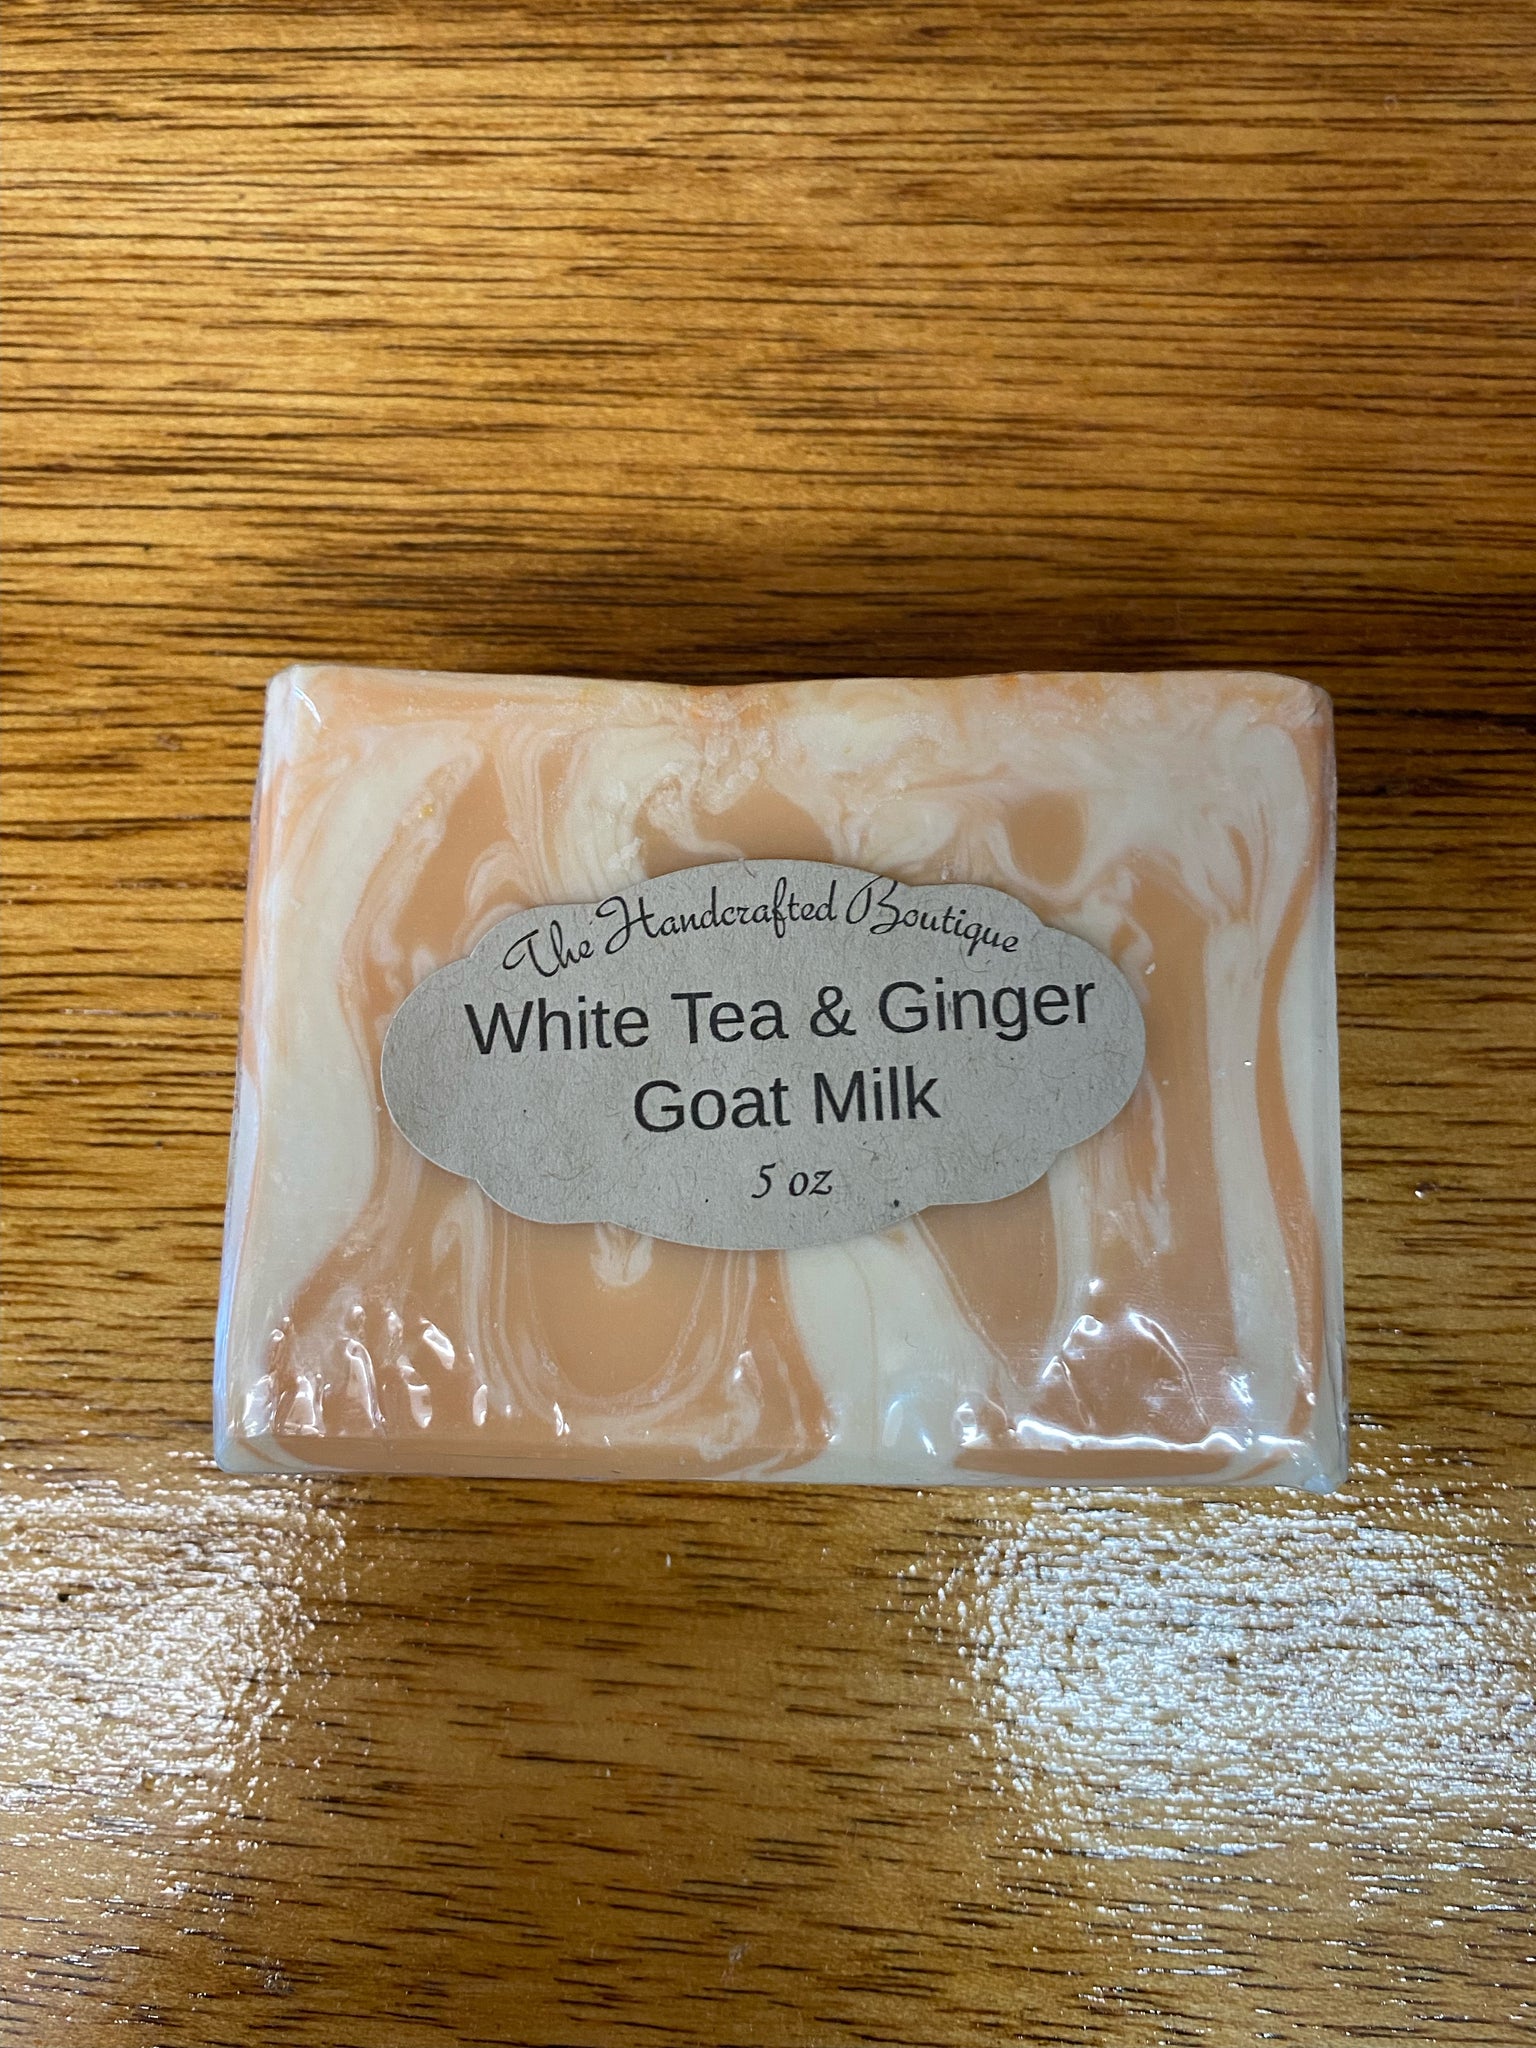 The Handcrafted Boutique
White Tea & Ginger
Goat Milk
5 oz